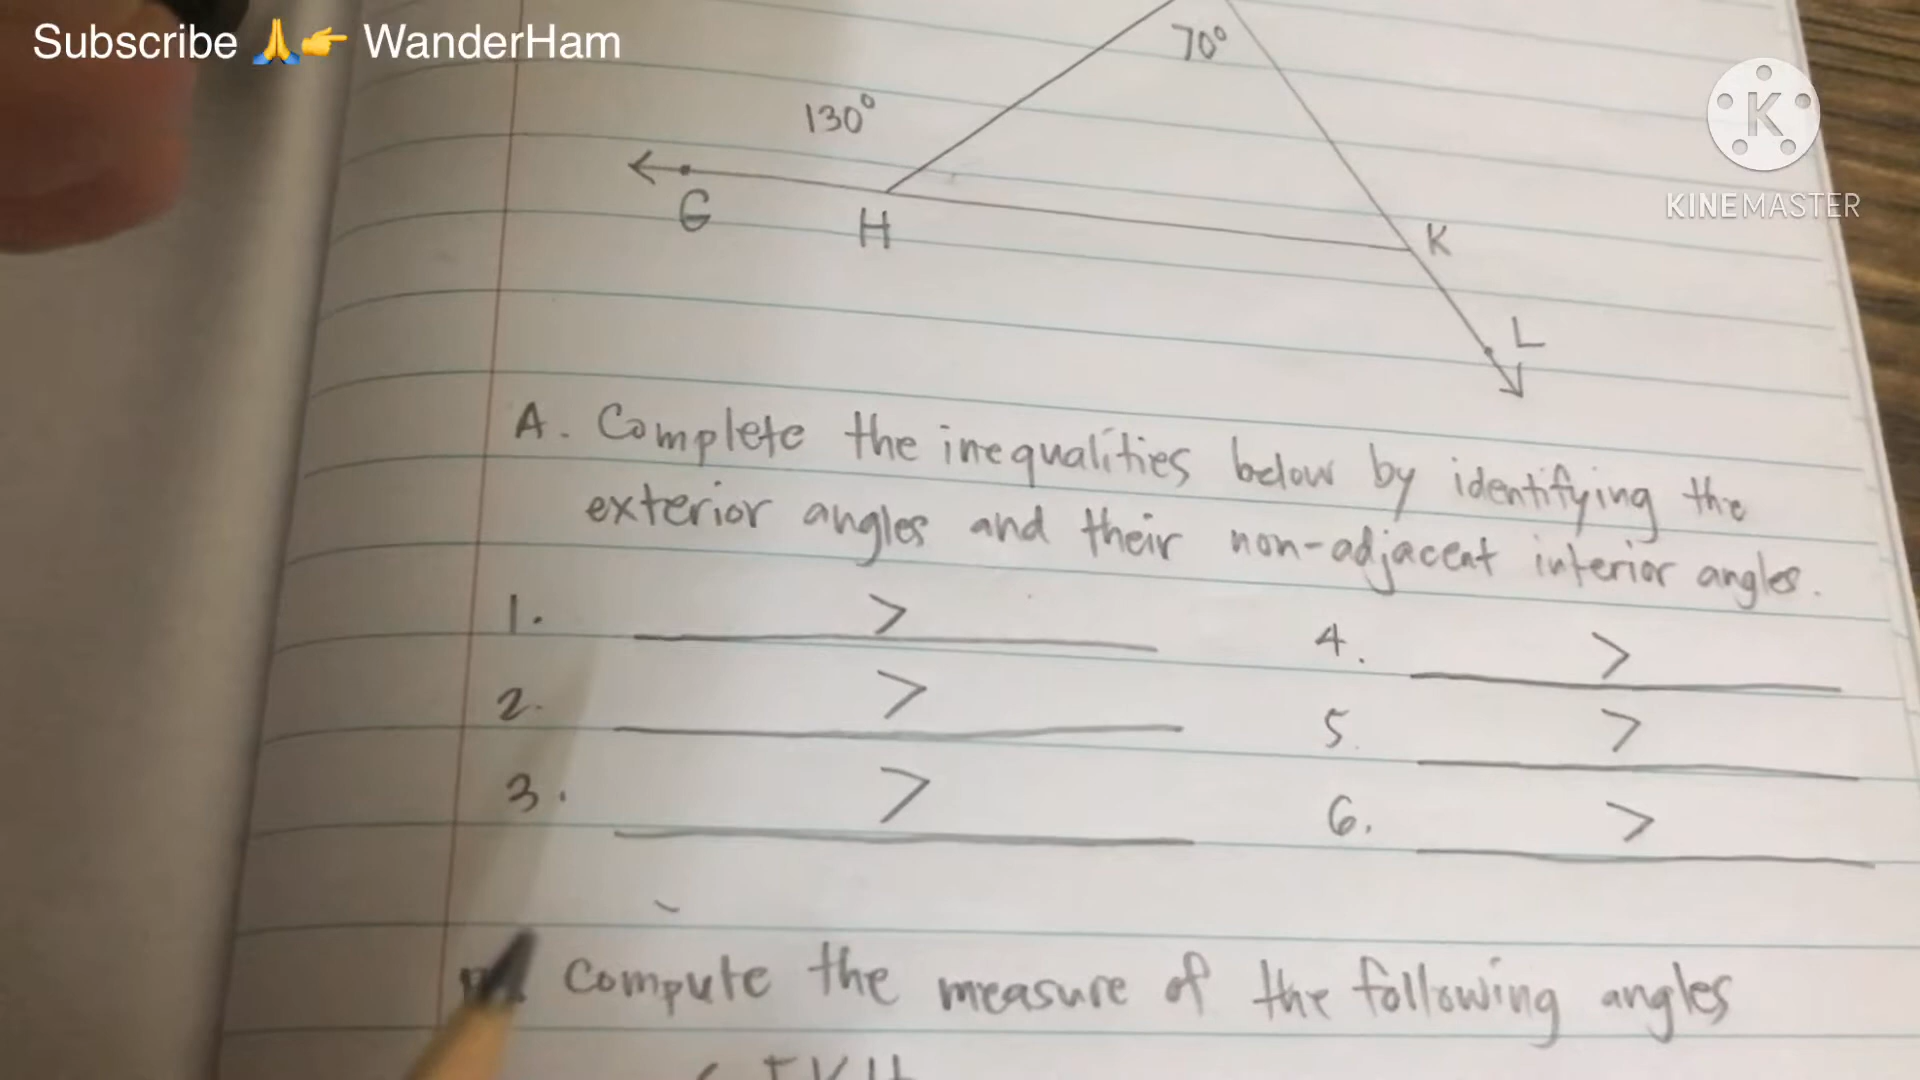 Subscribe 🙏👉 WanderHam
70°
130°
KINEMASTER
G
H
K
L
A. Complete the inequalities below by identifying the
exterior angles and their non-adjacent interior angles.
1. >
4. >
2. >
5. >
3. >
6. >
Compute the measure of the following angles